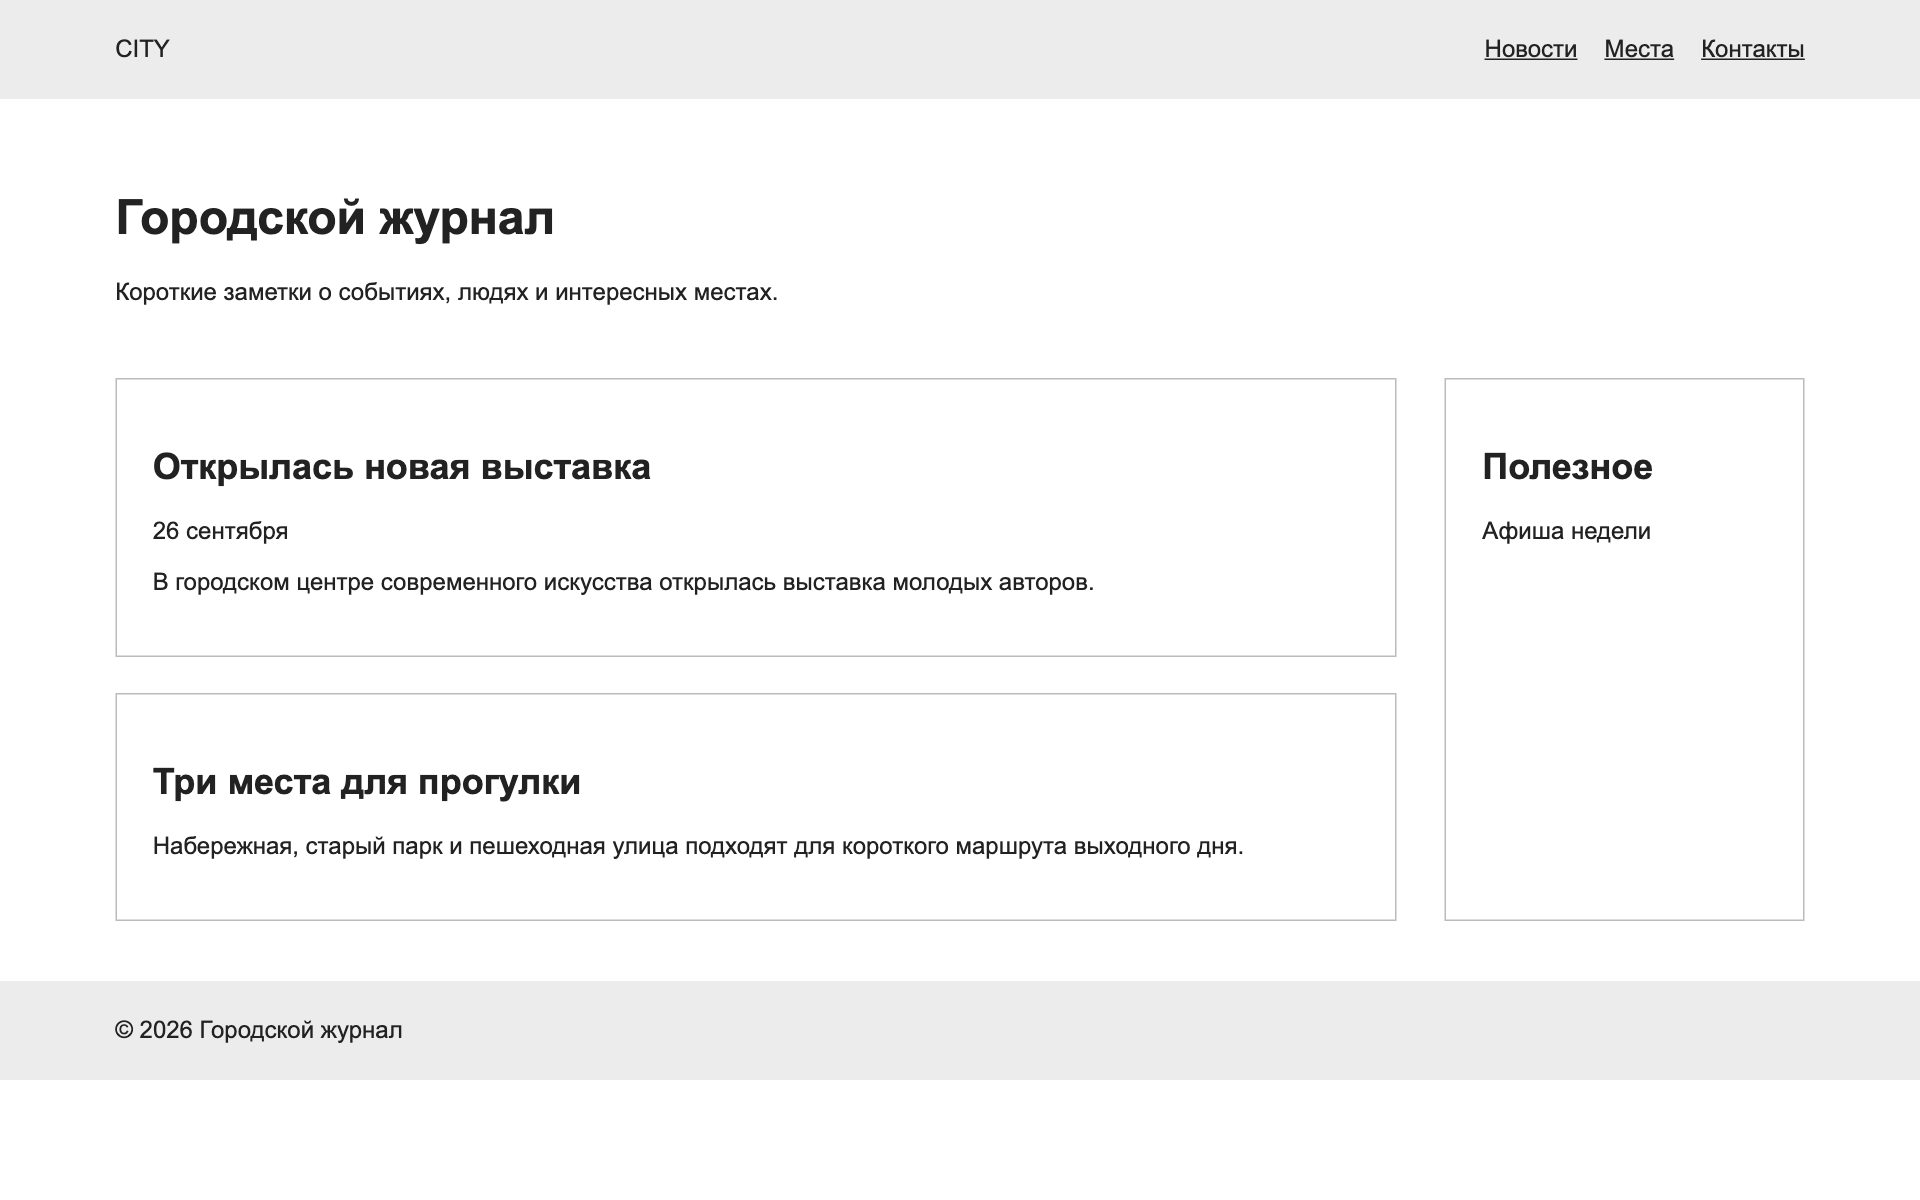 CITY
Новости Места Контакты
Городской журнал
Короткие заметки о событиях, людях и интересных местах.
Открылась новая выставка
26 сентября
В городском центре современного искусства открылась выставка молодых авторов.
Три места для прогулки
Набережная, старый парк и пешеходная улица подходят для короткого маршрута выходного дня.
Полезное
Афиша недели
© 2026 Городской журнал